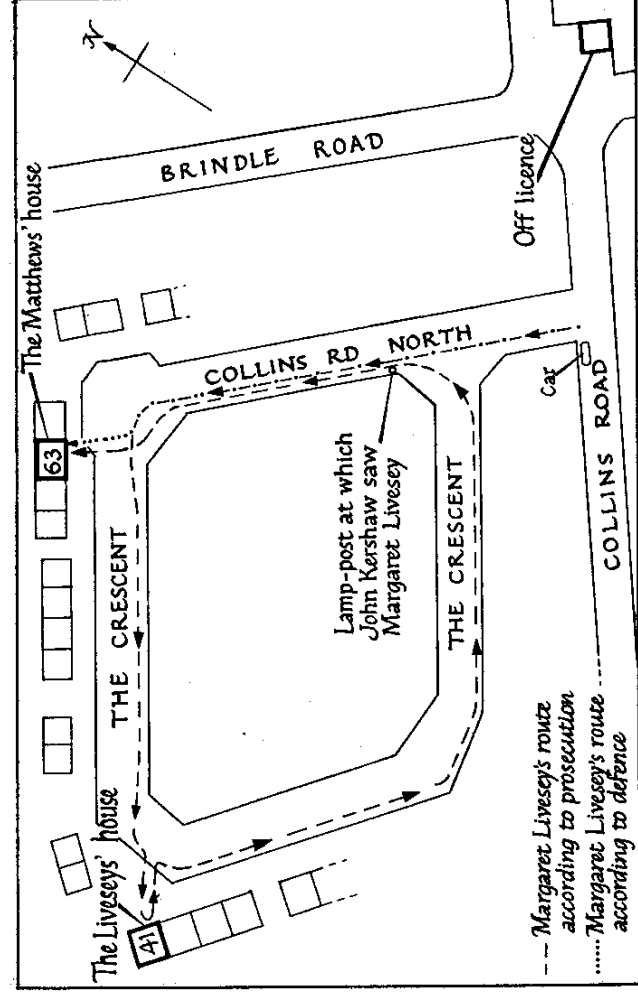 N
The Matthews' house
63
BRINDLE ROAD
Off licence
COLLINS RD NORTH
Car
COLLINS ROAD
THE CRESCENT
Lamp-post at which
John Kershaw saw
Margaret Livesey
THE CRESCENT
The Liveseys' house
41
Margaret Livesey's route
according to prosecution
Margaret Livesey's route
according to defence